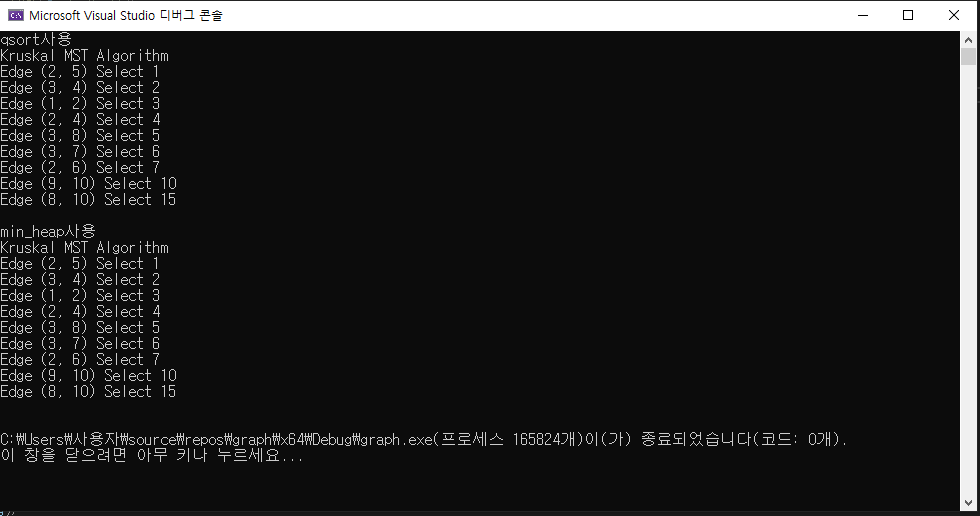 Microsoft Visual Studio 디버그 콘솔
qsort사용
Kruskal MST Algorithm
Edge (2, 5) Select 1
Edge (3, 4) Select 2
Edge (1, 2) Select 3
Edge (2, 4) Select 4
Edge (3, 8) Select 5
Edge (3, 7) Select 6
Edge (2, 6) Select 7
Edge (9, 10) Select 10
Edge (8, 10) Select 15
min_heap사용
Kruskal MST Algorithm
Edge (2, 5) Select 1
Edge (3, 4) Select 2
Edge (1, 2) Select 3
Edge (2, 4) Select 4
Edge (3, 8) Select 5
Edge (3, 7) Select 6
Edge (2, 6) Select 7
Edge (9, 10) Select 10
Edge (8, 10) Select 15
C:₩Users₩사용자₩source₩repos₩graph₩x64₩Debug₩graph.exe(프로세스 165824개)이(가) 종료되었습니다(코드: 0개).
이 창을 닫으려면 아무 키나 누르세요...